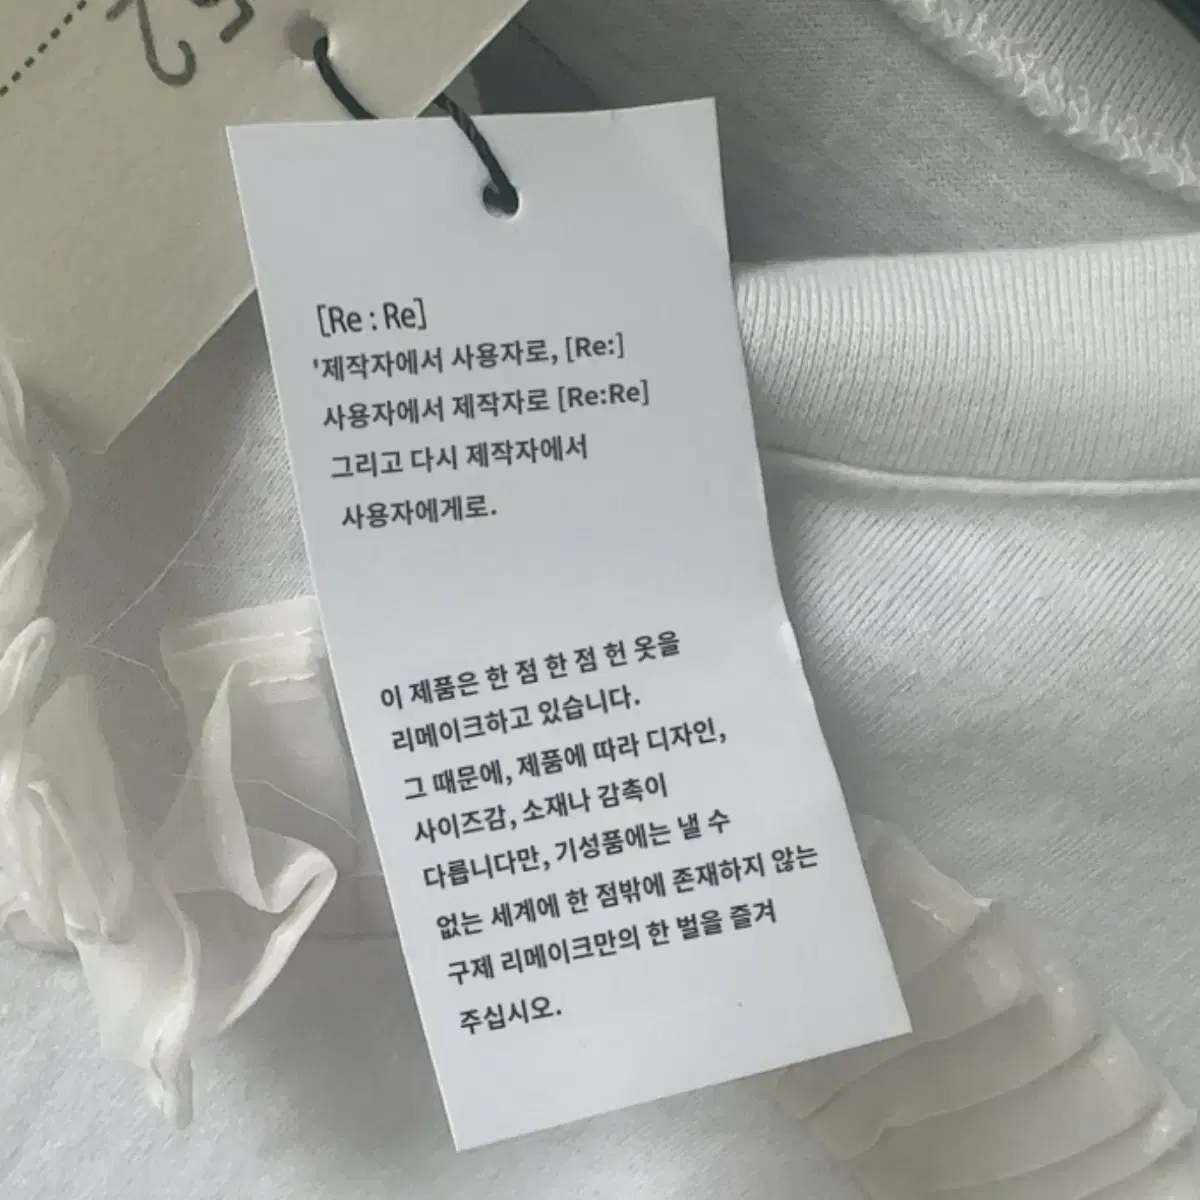 [Re : Re]
'제작자에서 사용자로, [Re:]
사용자에서 제작자로 [Re:Re]
그리고 다시 제작자에서
사용자에게로.
이 제품은 한 점 한 점 헌 옷을
리메이크하고 있습니다.
그 때문에, 제품에 따라 디자인,
사이즈감, 소재나 감촉이
다릅니다만, 기성품에는 낼 수
없는 세계에 한 점밖에 존재하지 않는
구제 리메이크만의 한 벌을 즐겨
주십시오.